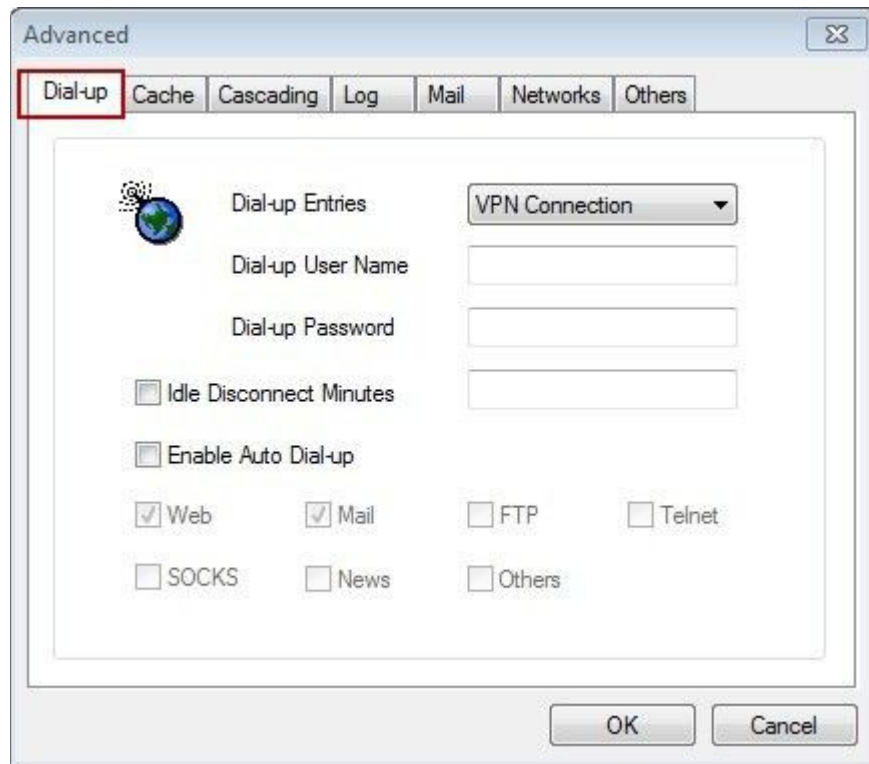 Advanced
Dial-up Cache Cascading Log Mail Networks Others
Dial-up Entries VPN Connection
Dial-up User Name
Dial-up Password
Idle Disconnect Minutes
Enable Auto Dial-up
Web Mail FTP Telnet
SOCKS News Others
OK Cancel